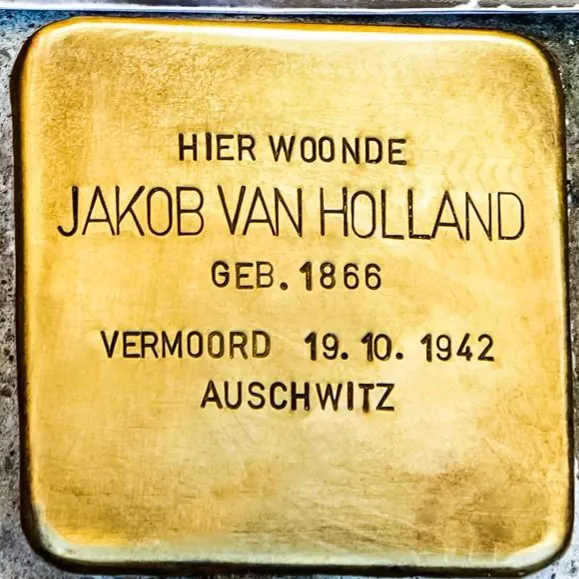 HIER WOONDE
JAKOB VAN HOLLAND
GEB. 1866
VERMOORD 19.10.1942
AUSCHWITZ